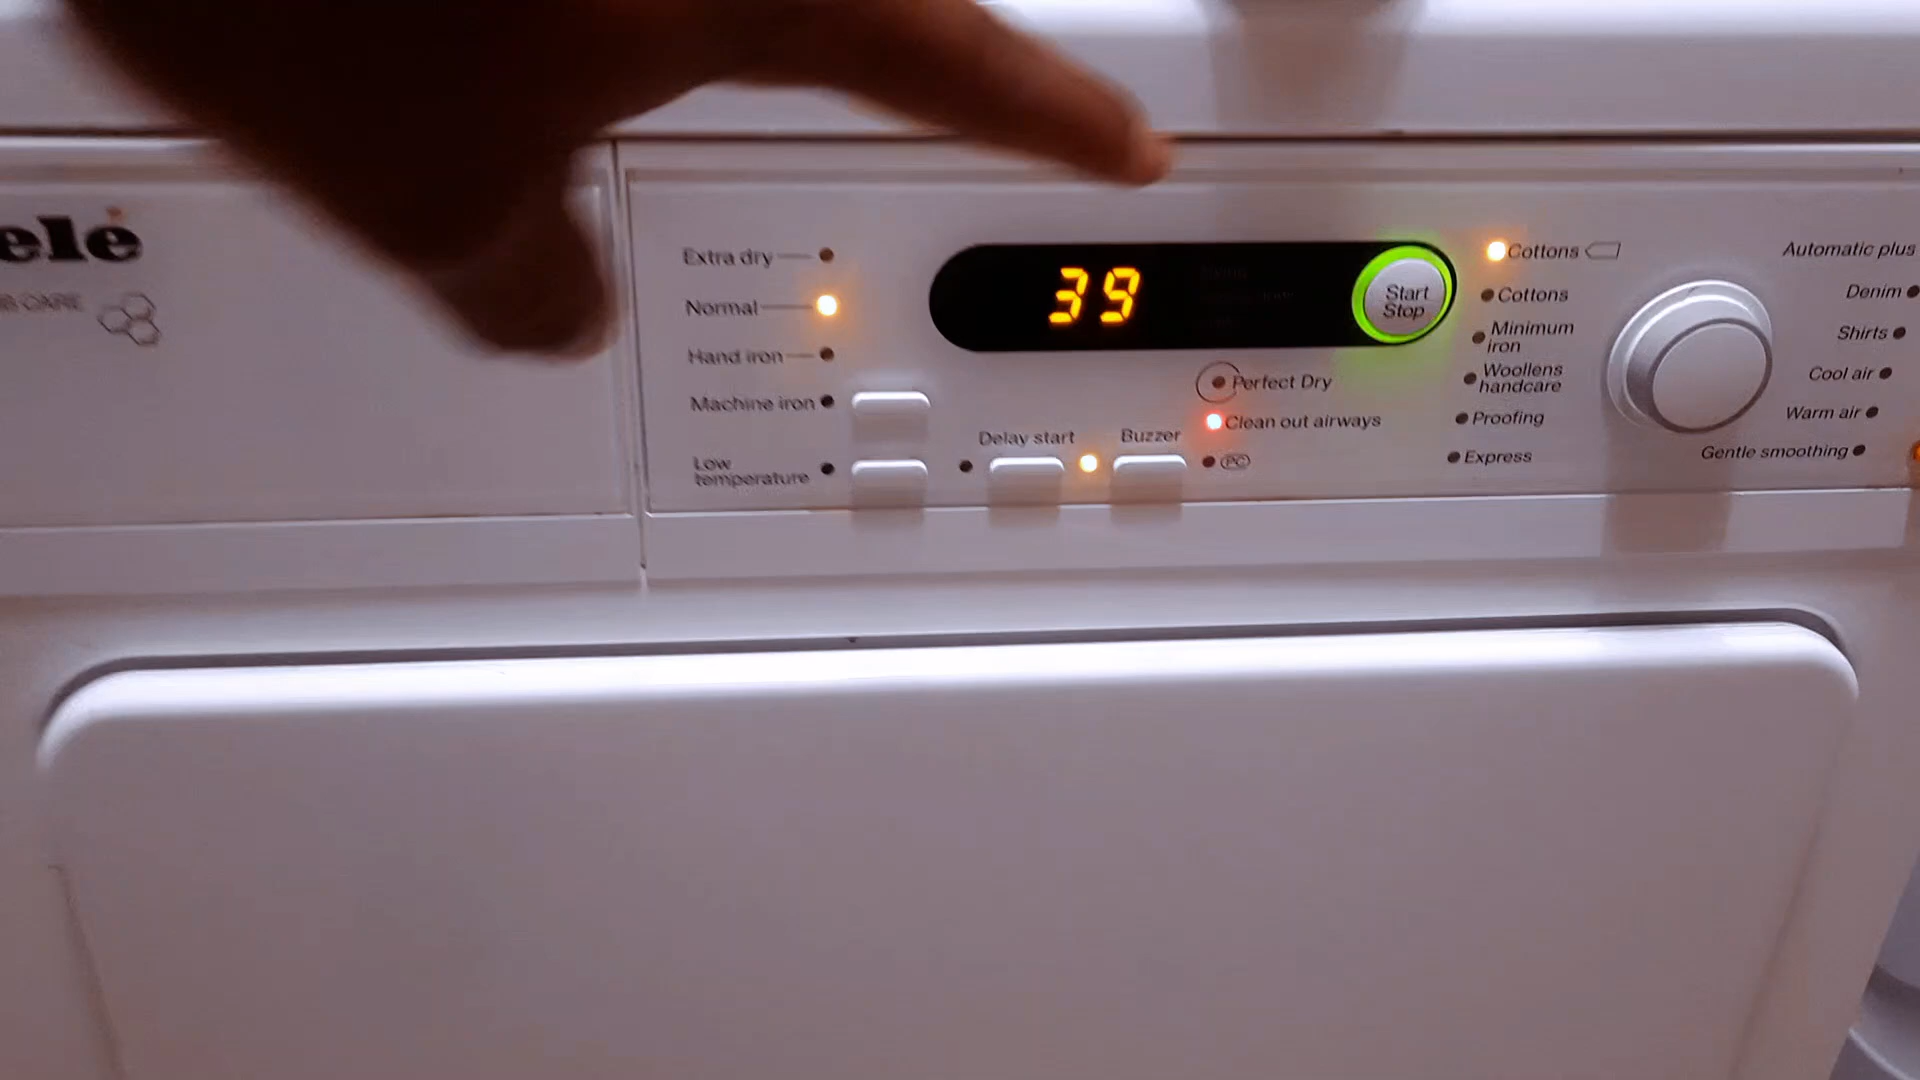 ele
CARE
Extra dry
Normal
Hand iron
Machine iron
Low
temperature
39
Start
Stop
Perfect Dry
Clean out airways
Delay start
Buzzer
PC
Cottons
Cottons
Minimum
iron
Woollens
handcare
Proofing
Express
Automatic plus
Denim
Shirts
Cool air
Warm air
Gentle smoothing